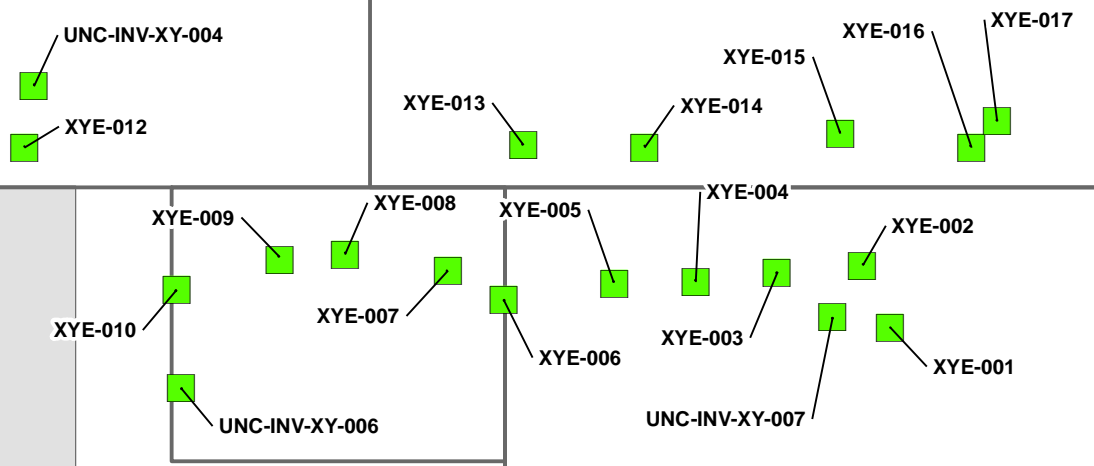 XYE-017
UNC-INV-XY-004
XYE-016
XYE-015
XYE-013
XYE-014
XYE-012
XYE-004
XYE-008
XYE-005
XYE-009
XYE-002
XYE-007
XYE-010
XYE-003
XYE-006
XYE-001
UNC-INV-XY-007
UNC-INV-XY-006